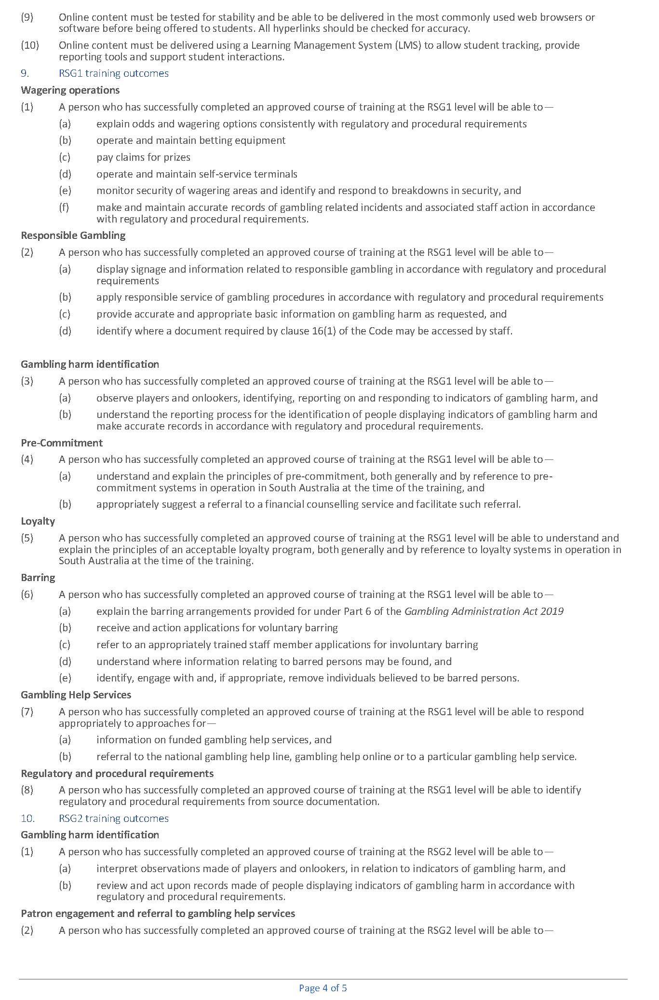 (9) Online content must be tested for stability and be able to be delivered in the most commonly used web browsers or
software before being offered to students. All hyperlinks should be checked for accuracy.
(10) Online content must be delivered using a Learning Management System (LMS) to allow student tracking, provide
reporting tools and support student interactions.
9. RSG1 training outcomes
Wagering operations
(1) A person who has successfully completed an approved course of training at the RSG1 level will be able to—
(a) explain odds and wagering options consistently with regulatory and procedural requirements
(b) operate and maintain betting equipment
(c) pay claims for prizes
(d) operate and maintain self-service terminals
(e) monitor security of wagering areas and identify and respond to breakdowns in security, and
(f) make and maintain accurate records of gambling related incidents and associated staff action in accordance
with regulatory and procedural requirements.
Responsible Gambling
(2) A person who has successfully completed an approved course of training at the RSG1 level will be able to—
(a) display signage and information related to responsible gambling in accordance with regulatory and procedural
requirements
(b) apply responsible service of gambling procedures in accordance with regulatory and procedural requirements
(c) provide accurate and appropriate basic information on gambling harm as requested, and
(d) identify where a document required by clause 16(1) of the Code may be accessed by staff.
Gambling harm identification
(3) A person who has successfully completed an approved course of training at the RSG1 level will be able to—
(a) observe players and onlookers, identifying, reporting on and responding to indicators of gambling harm, and
(b) understand the reporting process for the identification of people displaying indicators of gambling harm and
make accurate records in accordance with regulatory and procedural requirements.
Pre-Commitment
(4) A person who has successfully completed an approved course of training at the RSG1 level will be able to—
(a) understand and explain the principles of pre-commitment, both generally and by reference to pre-
commitment systems in operation in South Australia at the time of the training, and
(b) appropriately suggest a referral to a financial counselling service and facilitate such referral.
Loyalty
(5) A person who has successfully completed an approved course of training at the RSG1 level will be able to understand and
explain the principles of an acceptable loyalty program, both generally and by reference to loyalty systems in operation in
South Australia at the time of the training.
Barring
(6) A person who has successfully completed an approved course of training at the RSG1 level will be able to—
(a) explain the barring arrangements provided for under Part 6 of the Gambling Administration Act 2019
(b) receive and action applications for voluntary barring
(c) refer to an appropriately trained staff member applications for involuntary barring
(d) understand where information relating to barred persons may be found, and
(e) identify, engage with and, if appropriate, remove individuals believed to be barred persons.
Gambling Help Services
(7) A person who has successfully completed an approved course of training at the RSG1 level will be able to respond
appropriately to approaches for—
(a) information on funded gambling help services, and
(b) referral to the national gambling help line, gambling help online or to a particular gambling help service.
Regulatory and procedural requirements
(8) A person who has successfully completed an approved course of training at the RSG1 level will be able to identify
regulatory and procedural requirements from source documentation.
10. RSG2 training outcomes
Gambling harm identification
(1) A person who has successfully completed an approved course of training at the RSG2 level will be able to—
(a) interpret observations made of players and onlookers, in relation to indicators of gambling harm, and
(b) review and act upon records made of people displaying indicators of gambling harm in accordance with
regulatory and procedural requirements.
Patron engagement and referral to gambling help services
(2) A person who has successfully completed an approved course of training at the RSG2 level will be able to—
Page 4 of 5